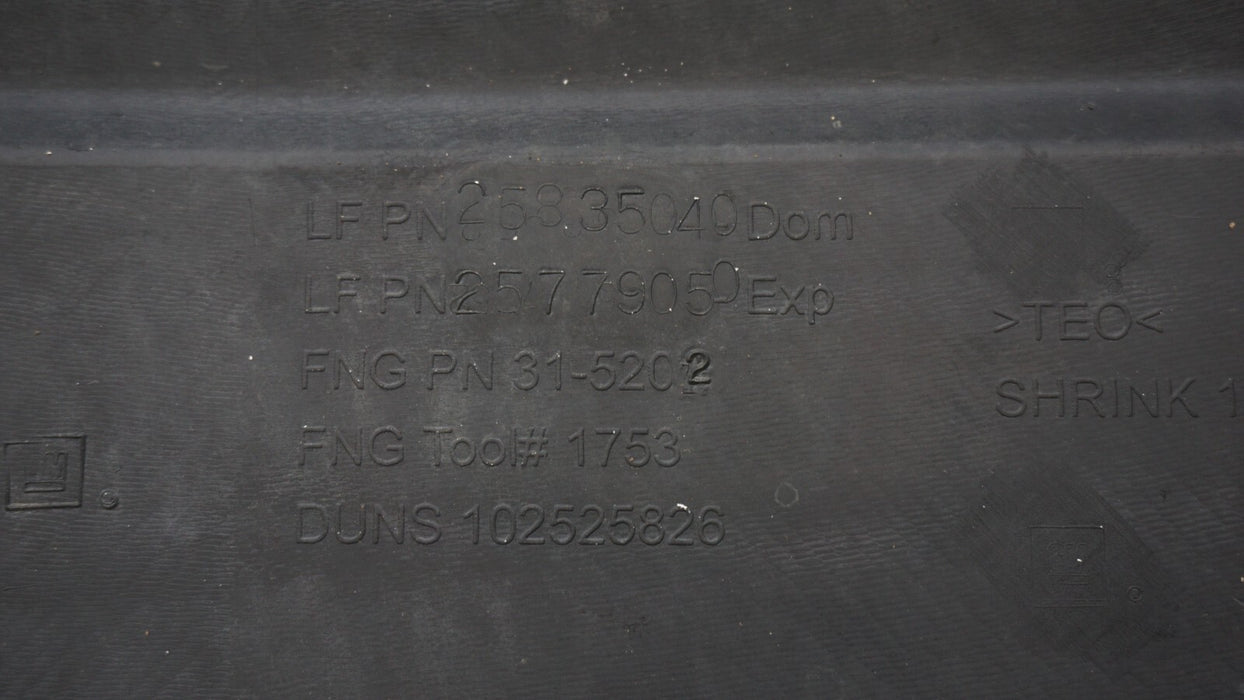 LF PN 25835040 Dom
LF PN 25779050 Exp
FNG PN 31-5202
FNG Tool# 1753
DUNS 102525826
>TEO<
SHRINK 1